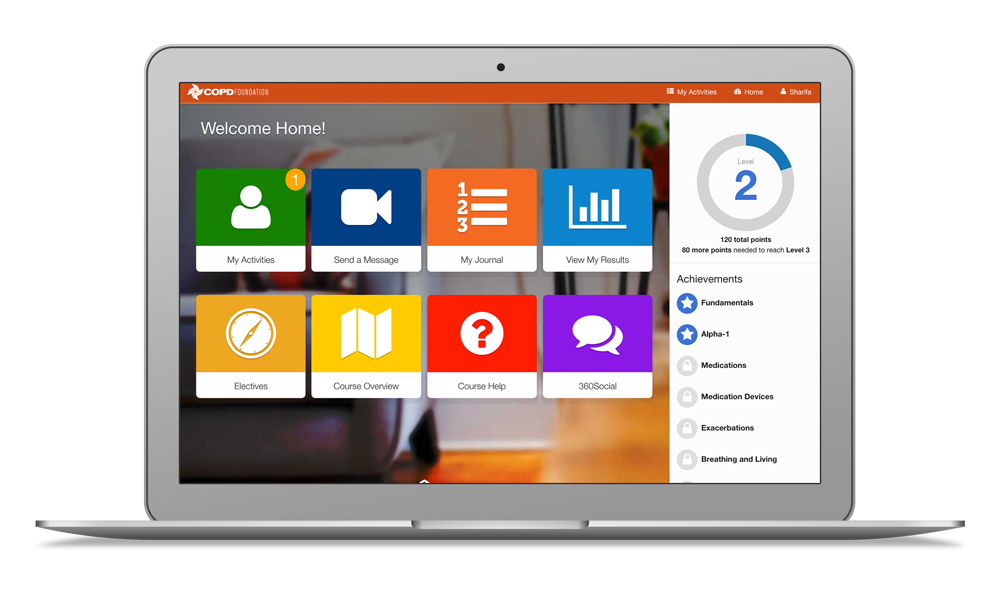 COPD FOUNDATION
My Activities
Home
Sharifa
Welcome Home!
1
My Activities
Send a Message
1
2
3
My Journal
View My Results
Electives
Course Overview
?
Course Help
360Social
Level
2
120 total points
80 more points needed to reach Level 3
Achievements
Fundamentals
Alpha-1
Medications
Medication Devices
Exacerbations
Breathing and Living